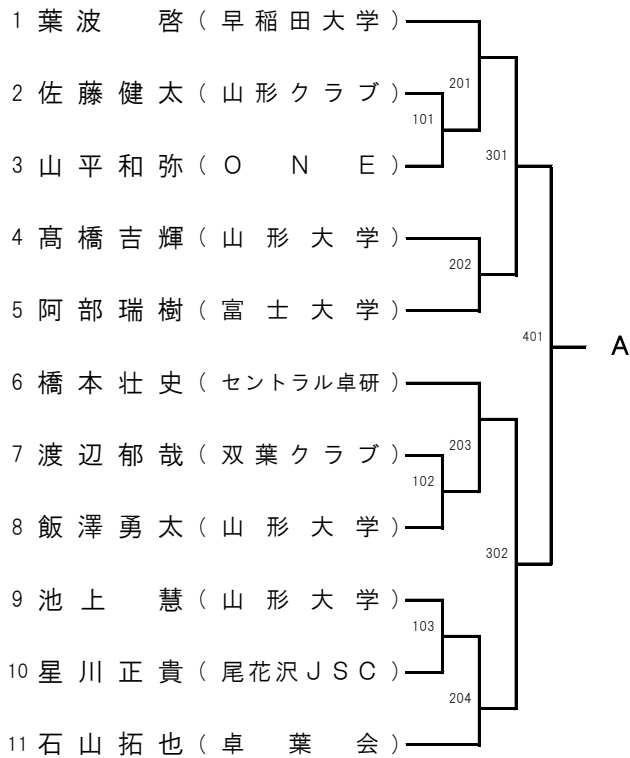 1 葉波 啓 ( 早稲田大学 )
201
2 佐藤健太 ( 山形クラブ )
101
3 山平和弥 ( ＯＮＥ )
301
4 髙橋吉輝 ( 山形大学 )
202
5 阿部瑞樹 ( 富士大学 )
401
A
6 橋本壮史 ( セントラル卓研 )
203
7 渡辺郁哉 ( 双葉クラブ )
102
8 飯澤勇太 ( 山形大学 )
302
9 池上 慧 ( 山形大学 )
103
10 星川正貴 ( 尾花沢ＪＳＣ )
204
11 石山拓也 ( 卓葉会 )